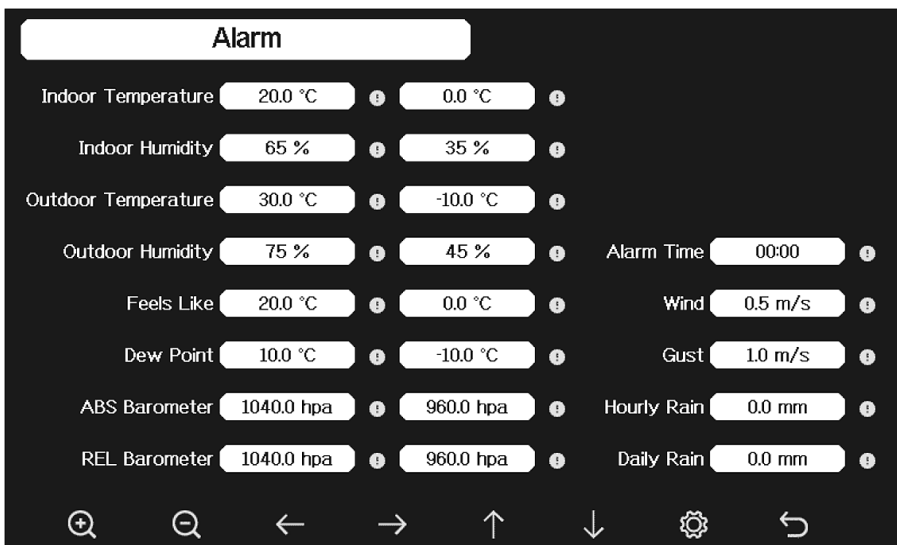 Alarm
Indoor Temperature 20.0 °C 0.0 °C
Indoor Humidity 65 % 35 %
Outdoor Temperature 30.0 °C -10.0 °C
Outdoor Humidity 75 % 45 % Alarm Time 00:00
Feels Like 20.0 °C 0.0 °C Wind 0.5 m/s
Dew Point 10.0 °C -10.0 °C Gust 1.0 m/s
ABS Barometer 1040.0 hpa 960.0 hpa Hourly Rain 0.0 mm
REL Barometer 1040.0 hpa 960.0 hpa Daily Rain 0.0 mm